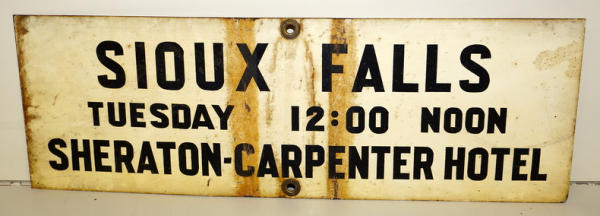 SIOUX FALLS
TUESDAY 12:00 NOON
SHERATON-CARPENTER HOTEL